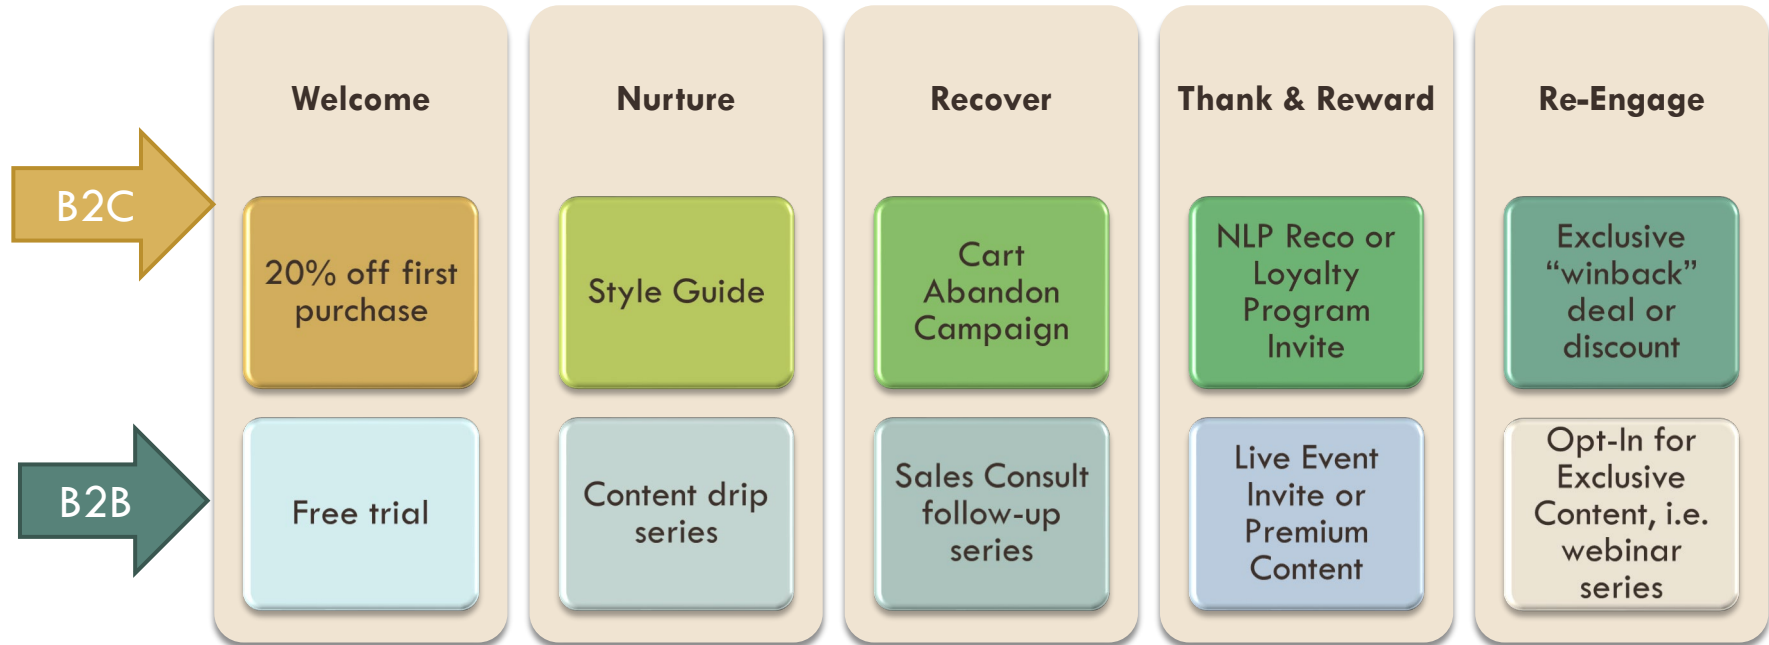 Welcome
Nurture
Recover
Thank & Reward
Re-Engage
B2C
20% off first
purchase
Style Guide
Cart
Abandon
Campaign
NLP Reco or
Loyalty
Program
Invite
Exclusive
“winback”
deal or
discount
B2B
Free trial
Content drip
series
Sales Consult
follow-up
series
Live Event
Invite or
Premium
Content
Opt-In for
Exclusive
Content, i.e.
webinar
series